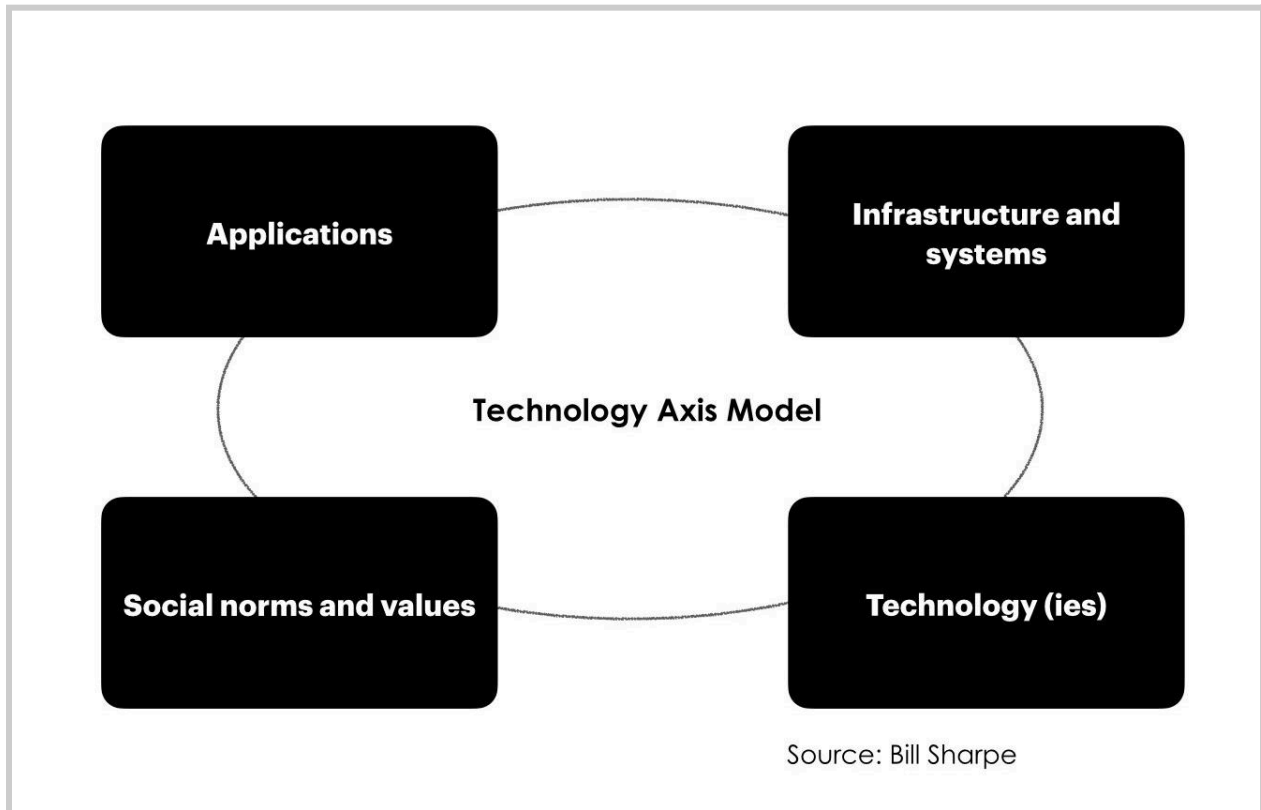 Applications
Infrastructure and
systems
Technology Axis Model
Social norms and values
Technology (ies)
Source: Bill Sharpe